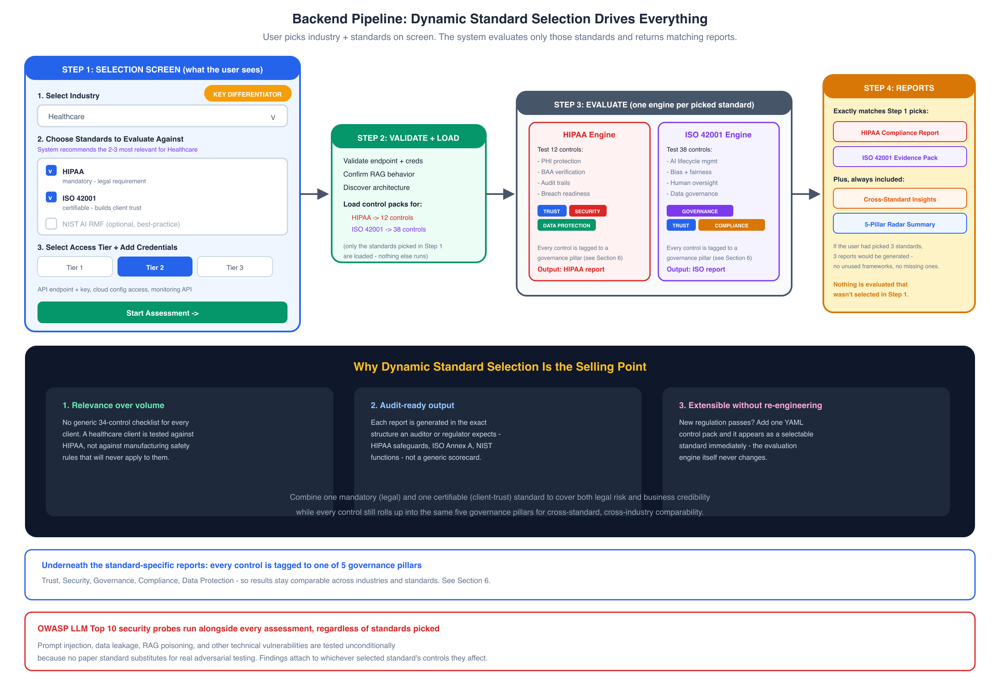 Backend Pipeline: Dynamic Standard Selection Drives Everything
User picks industry + standards on screen. The system evaluates only those standards and returns matching reports.
STEP 1: SELECTION SCREEN (what the user sees)
KEY DIFFERENTIATOR
1. Select Industry
Healthcare v
2. Choose Standards to Evaluate Against
System recommends the 2-3 most relevant for Healthcare
v HIPAA
mandatory - legal requirement
v ISO 42001
certifiable - builds client trust
NIST AI RMF (optional, best-practice)
3. Select Access Tier + Add Credentials
Tier 1 Tier 2 Tier 3
API endpoint + key, cloud config access, monitoring API
Start Assessment ->
STEP 2: VALIDATE + LOAD
Validate endpoint + creds
Confirm RAG behavior
Discover architecture
Load control packs for:
HIPAA -> 12 controls
ISO 42001 -> 38 controls
(only the standards picked in Step 1
are loaded - nothing else runs)
STEP 3: EVALUATE (one engine per picked standard)
HIPAA Engine
Test 12 controls:
- PHI protection
- BAA verification
- Audit trails
- Breach readiness
TRUST SECURITY
DATA PROTECTION
Every control is tagged to a
governance pillar (see Section 6)
Output: HIPAA report
ISO 42001 Engine
Test 38 controls:
- AI lifecycle mgmt
- Bias + fairness
- Human oversight
- Data governance
GOVERNANCE
TRUST COMPLIANCE
Every control is tagged to a
governance pillar (see Section 6)
Output: ISO report
STEP 4: REPORTS
Exactly matches Step 1 picks:
HIPAA Compliance Report
ISO 42001 Evidence Pack
Plus, always included:
Cross-Standard Insights
5-Pillar Radar Summary
If the user had picked 3 standards,
3 reports would be generated -
no unused frameworks, no missing ones.
Nothing is evaluated that
wasn't selected in Step 1.
Why Dynamic Standard Selection Is the Selling Point
1. Relevance over volume
No generic 34-control checklist for every
client. A healthcare client is tested against
HIPAA, not against manufacturing safety
rules that will never apply to them.
2. Audit-ready output
Each report is generated in the exact
structure an auditor or regulator expects -
HIPAA safeguards, ISO Annex A, NIST
functions - not a generic scorecard.
3. Extensible without re-engineering
New regulation passes? Add one YAML
control pack and it appears as a selectable
standard immediately - the evaluation
engine itself never changes.
Combine one mandatory (legal) and one certifiable (client-trust) standard to cover both legal risk and business credibility
while every control still rolls up into the same five governance pillars for cross-standard, cross-industry comparability.
Underneath the standard-specific reports: every control is tagged to one of 5 governance pillars
Trust, Security, Governance, Compliance, Data Protection - so results stay comparable across industries and standards. See Section 6.
OWASP LLM Top 10 security probes run alongside every assessment, regardless of standards picked
Prompt injection, data leakage, RAG poisoning, and other technical vulnerabilities are tested unconditionally
because no paper standard substitutes for real adversarial testing. Findings attach to whichever selected standard's controls they affect.